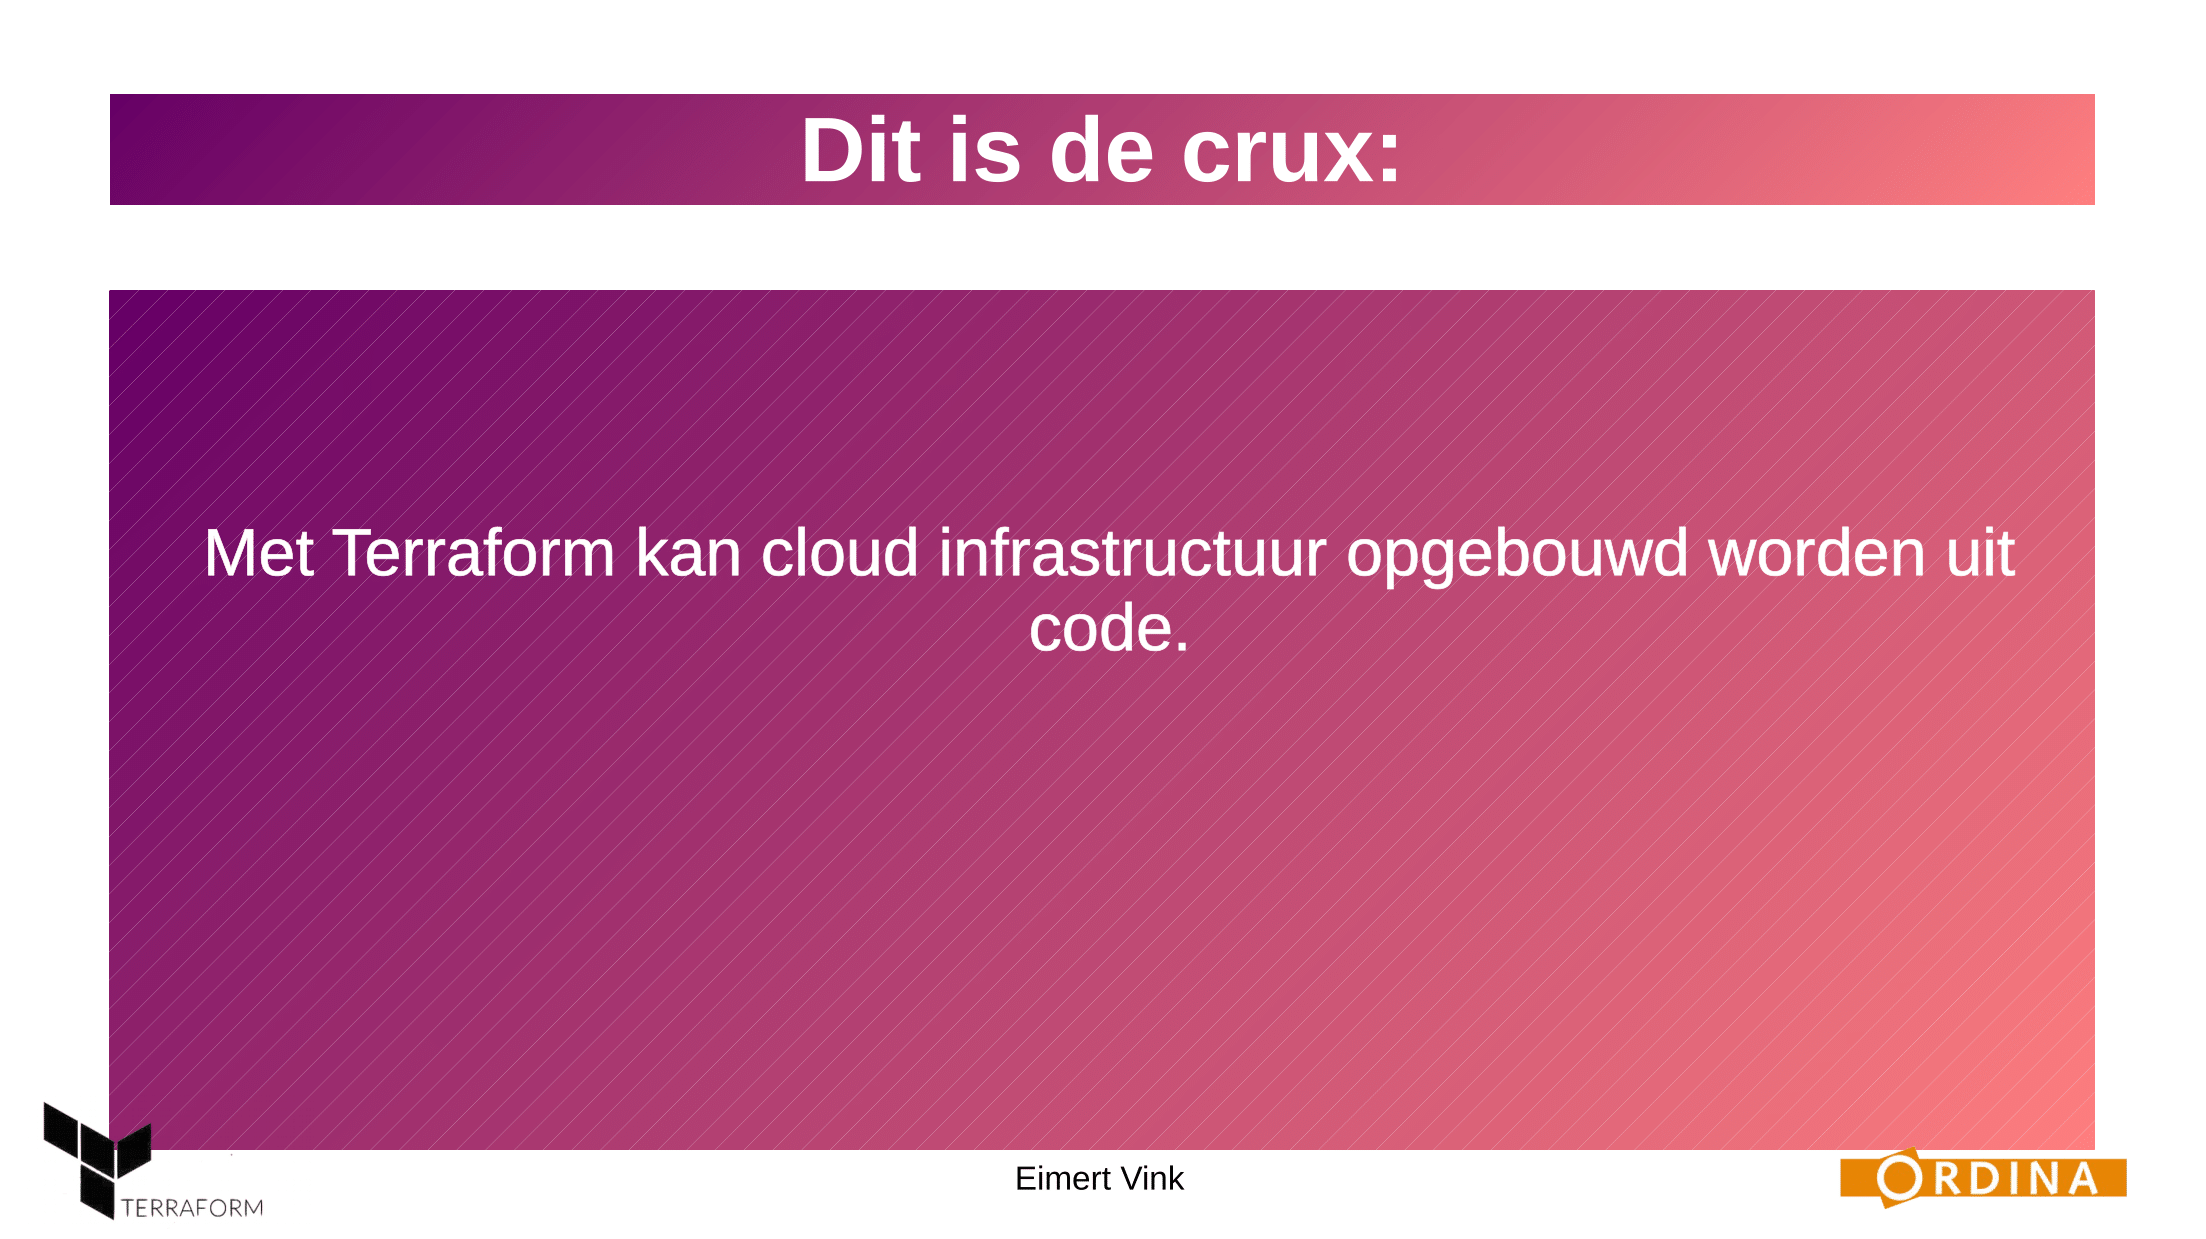 Dit is de crux:
Met Terraform kan cloud infrastructuur opgebouwd worden uit
code.
TERRAFORM
Eimert Vink
ORDINA